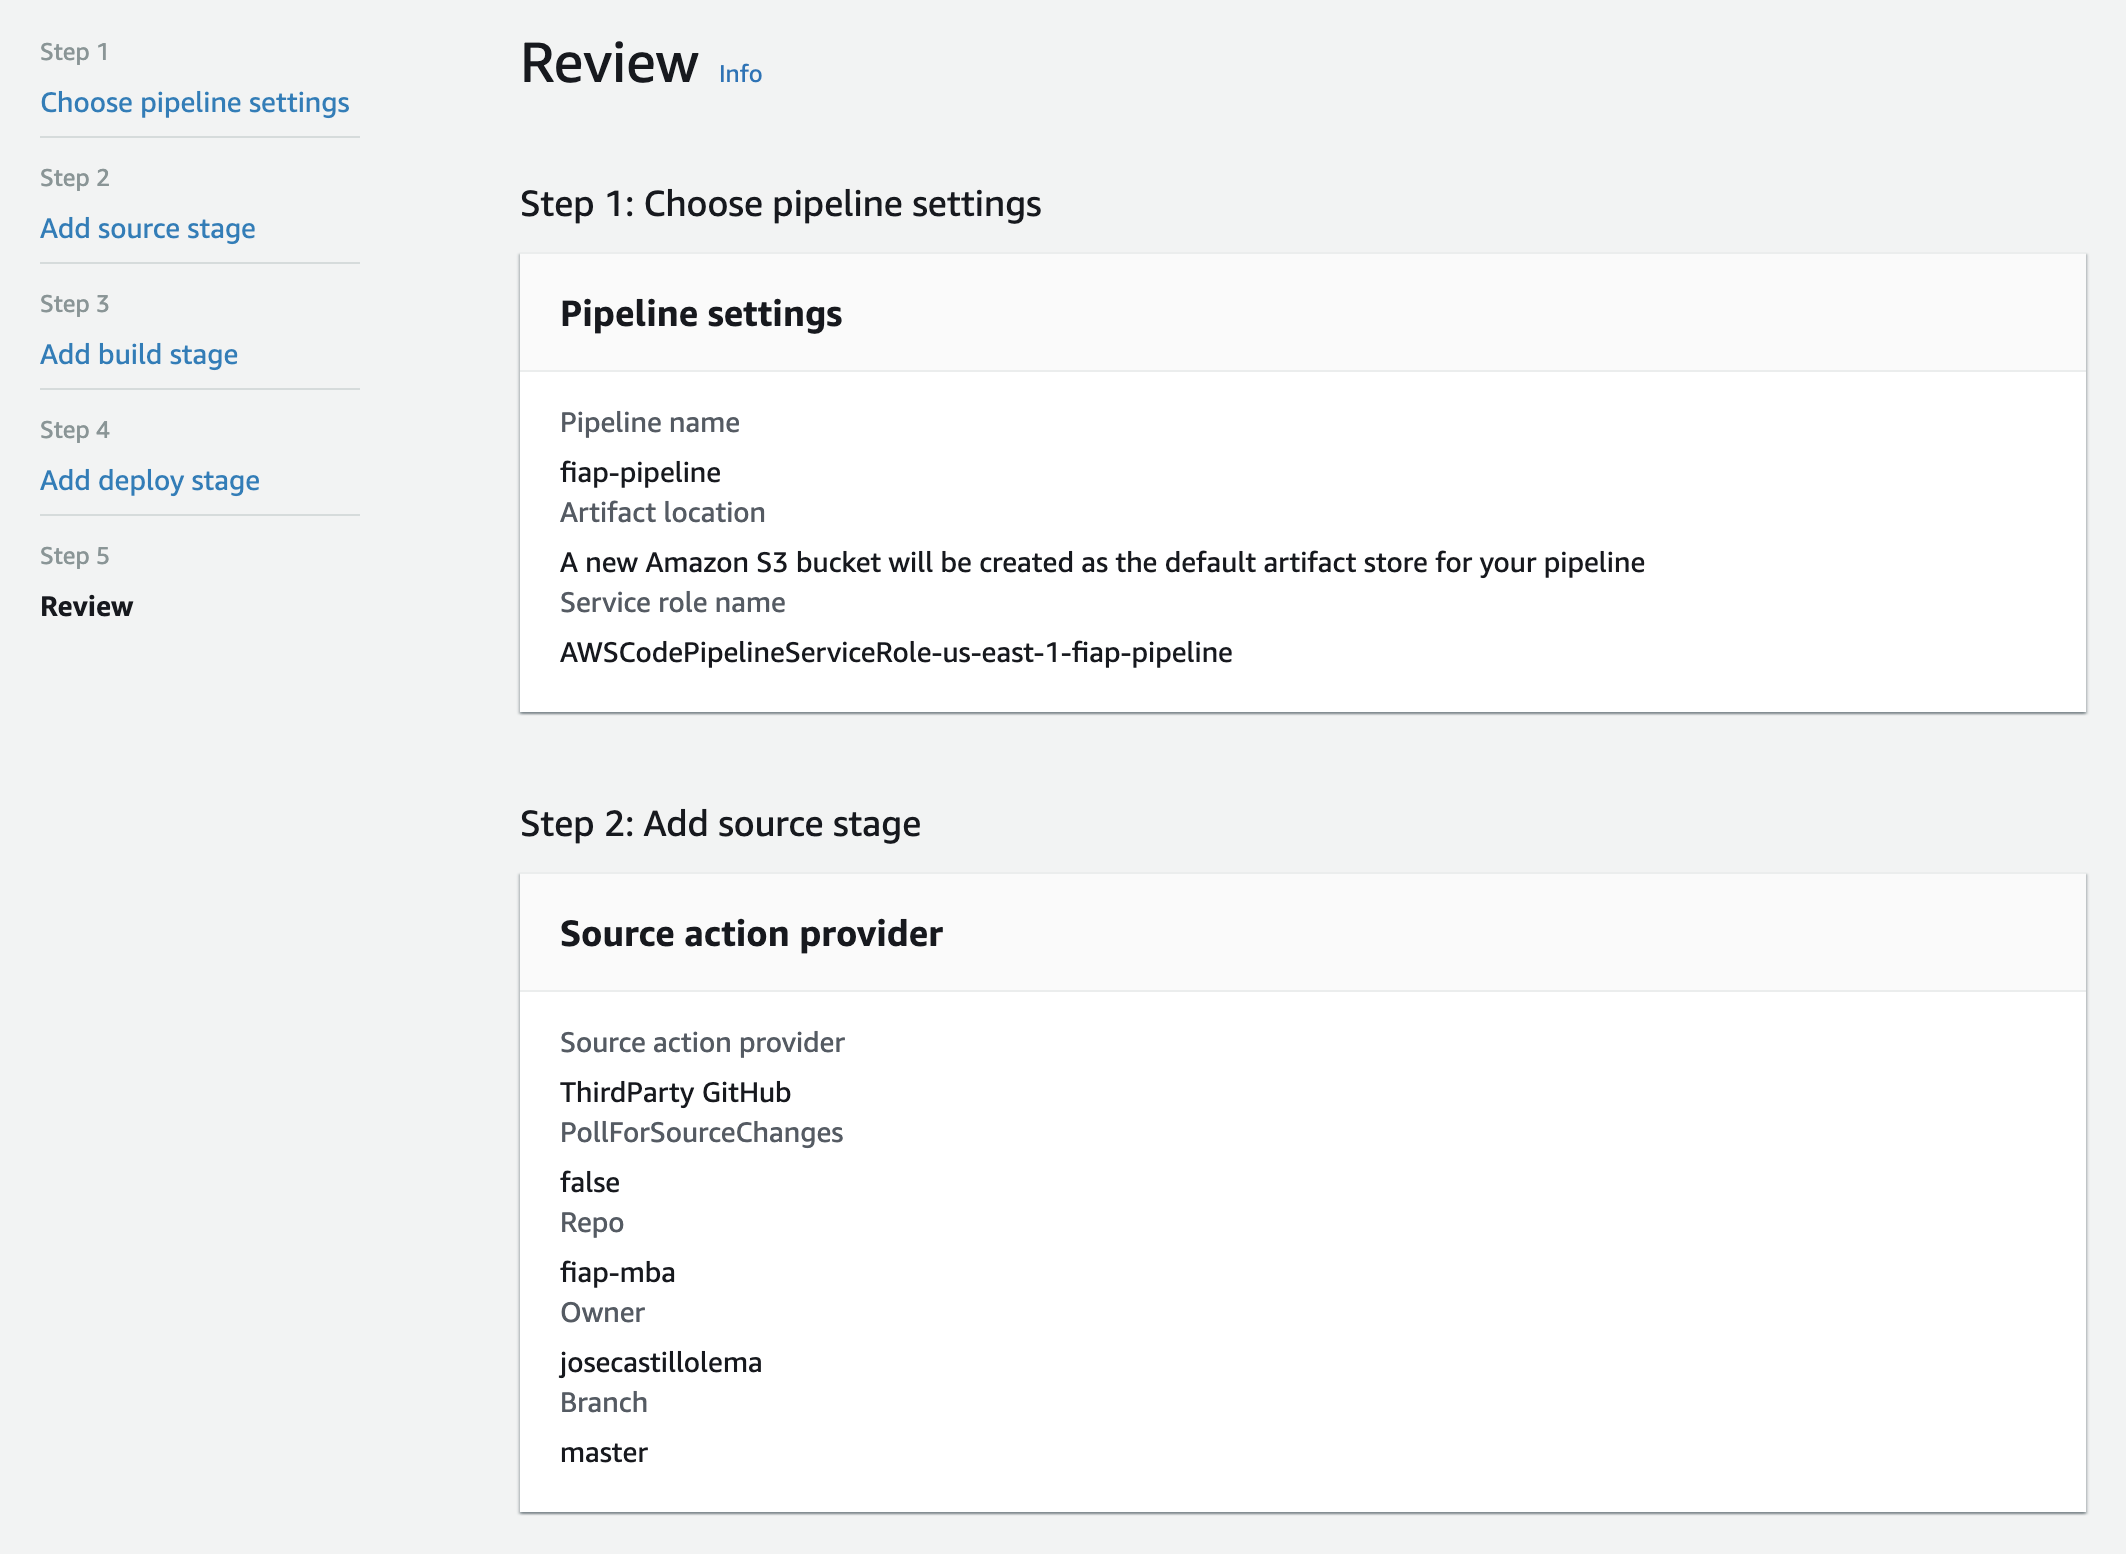 Step 1
Choose pipeline settings
Step 2
Add source stage
Step 3
Add build stage
Step 4
Add deploy stage
Step 5
Review
Review Info
Step 1: Choose pipeline settings
Pipeline settings
Pipeline name
fiap-pipeline
Artifact location
A new Amazon S3 bucket will be created as the default artifact store for your pipeline
Service role name
AWSCodePipelineServiceRole-us-east-1-fiap-pipeline
Step 2: Add source stage
Source action provider
Source action provider
ThirdParty GitHub
PollForSourceChanges
false
Repo
fiap-mba
Owner
josecastillolema
Branch
master